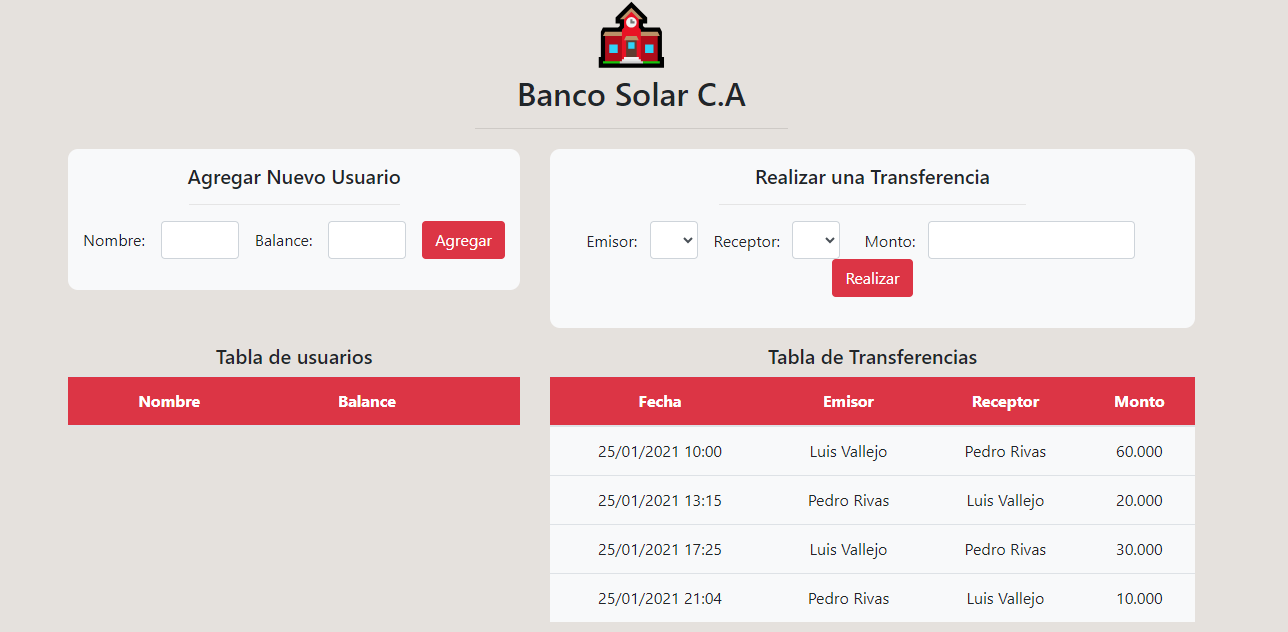 Banco Solar C.A
Agregar Nuevo Usuario
Nombre: Balance: Agregar
Realizar una Transferencia
Emisor: Receptor: Monto:
Realizar
Tabla de usuarios
Nombre Balance
Tabla de Transferencias
Fecha Emisor Receptor Monto
25/01/2021 10:00 Luis Vallejo Pedro Rivas 60.000
25/01/2021 13:15 Pedro Rivas Luis Vallejo 20.000
25/01/2021 17:25 Luis Vallejo Pedro Rivas 30.000
25/01/2021 21:04 Pedro Rivas Luis Vallejo 10.000